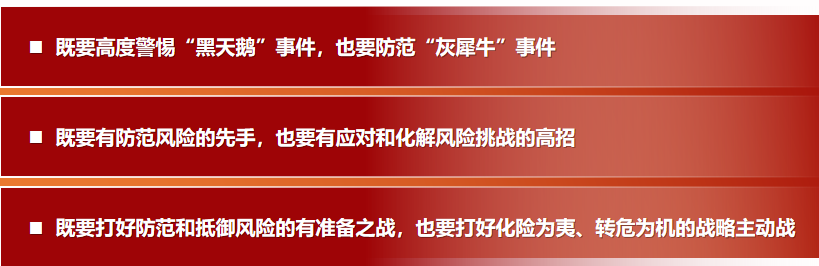 ■ 既要高度警惕“黑天鹅”事件，也要防范“灰犀牛”事件
■ 既要有防范风险的先手，也要有应对和化解风险挑战的高招
■ 既要打好防范和抵御风险的有准备之战，也要打好化险为夷、转危为机的战略主动战